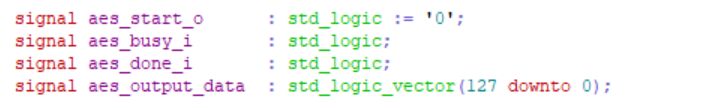 signal aes_start_o : std_logic := '0';
signal aes_busy_i : std_logic;
signal aes_done_i : std_logic;
signal aes_output_data : std_logic_vector(127 downto 0);